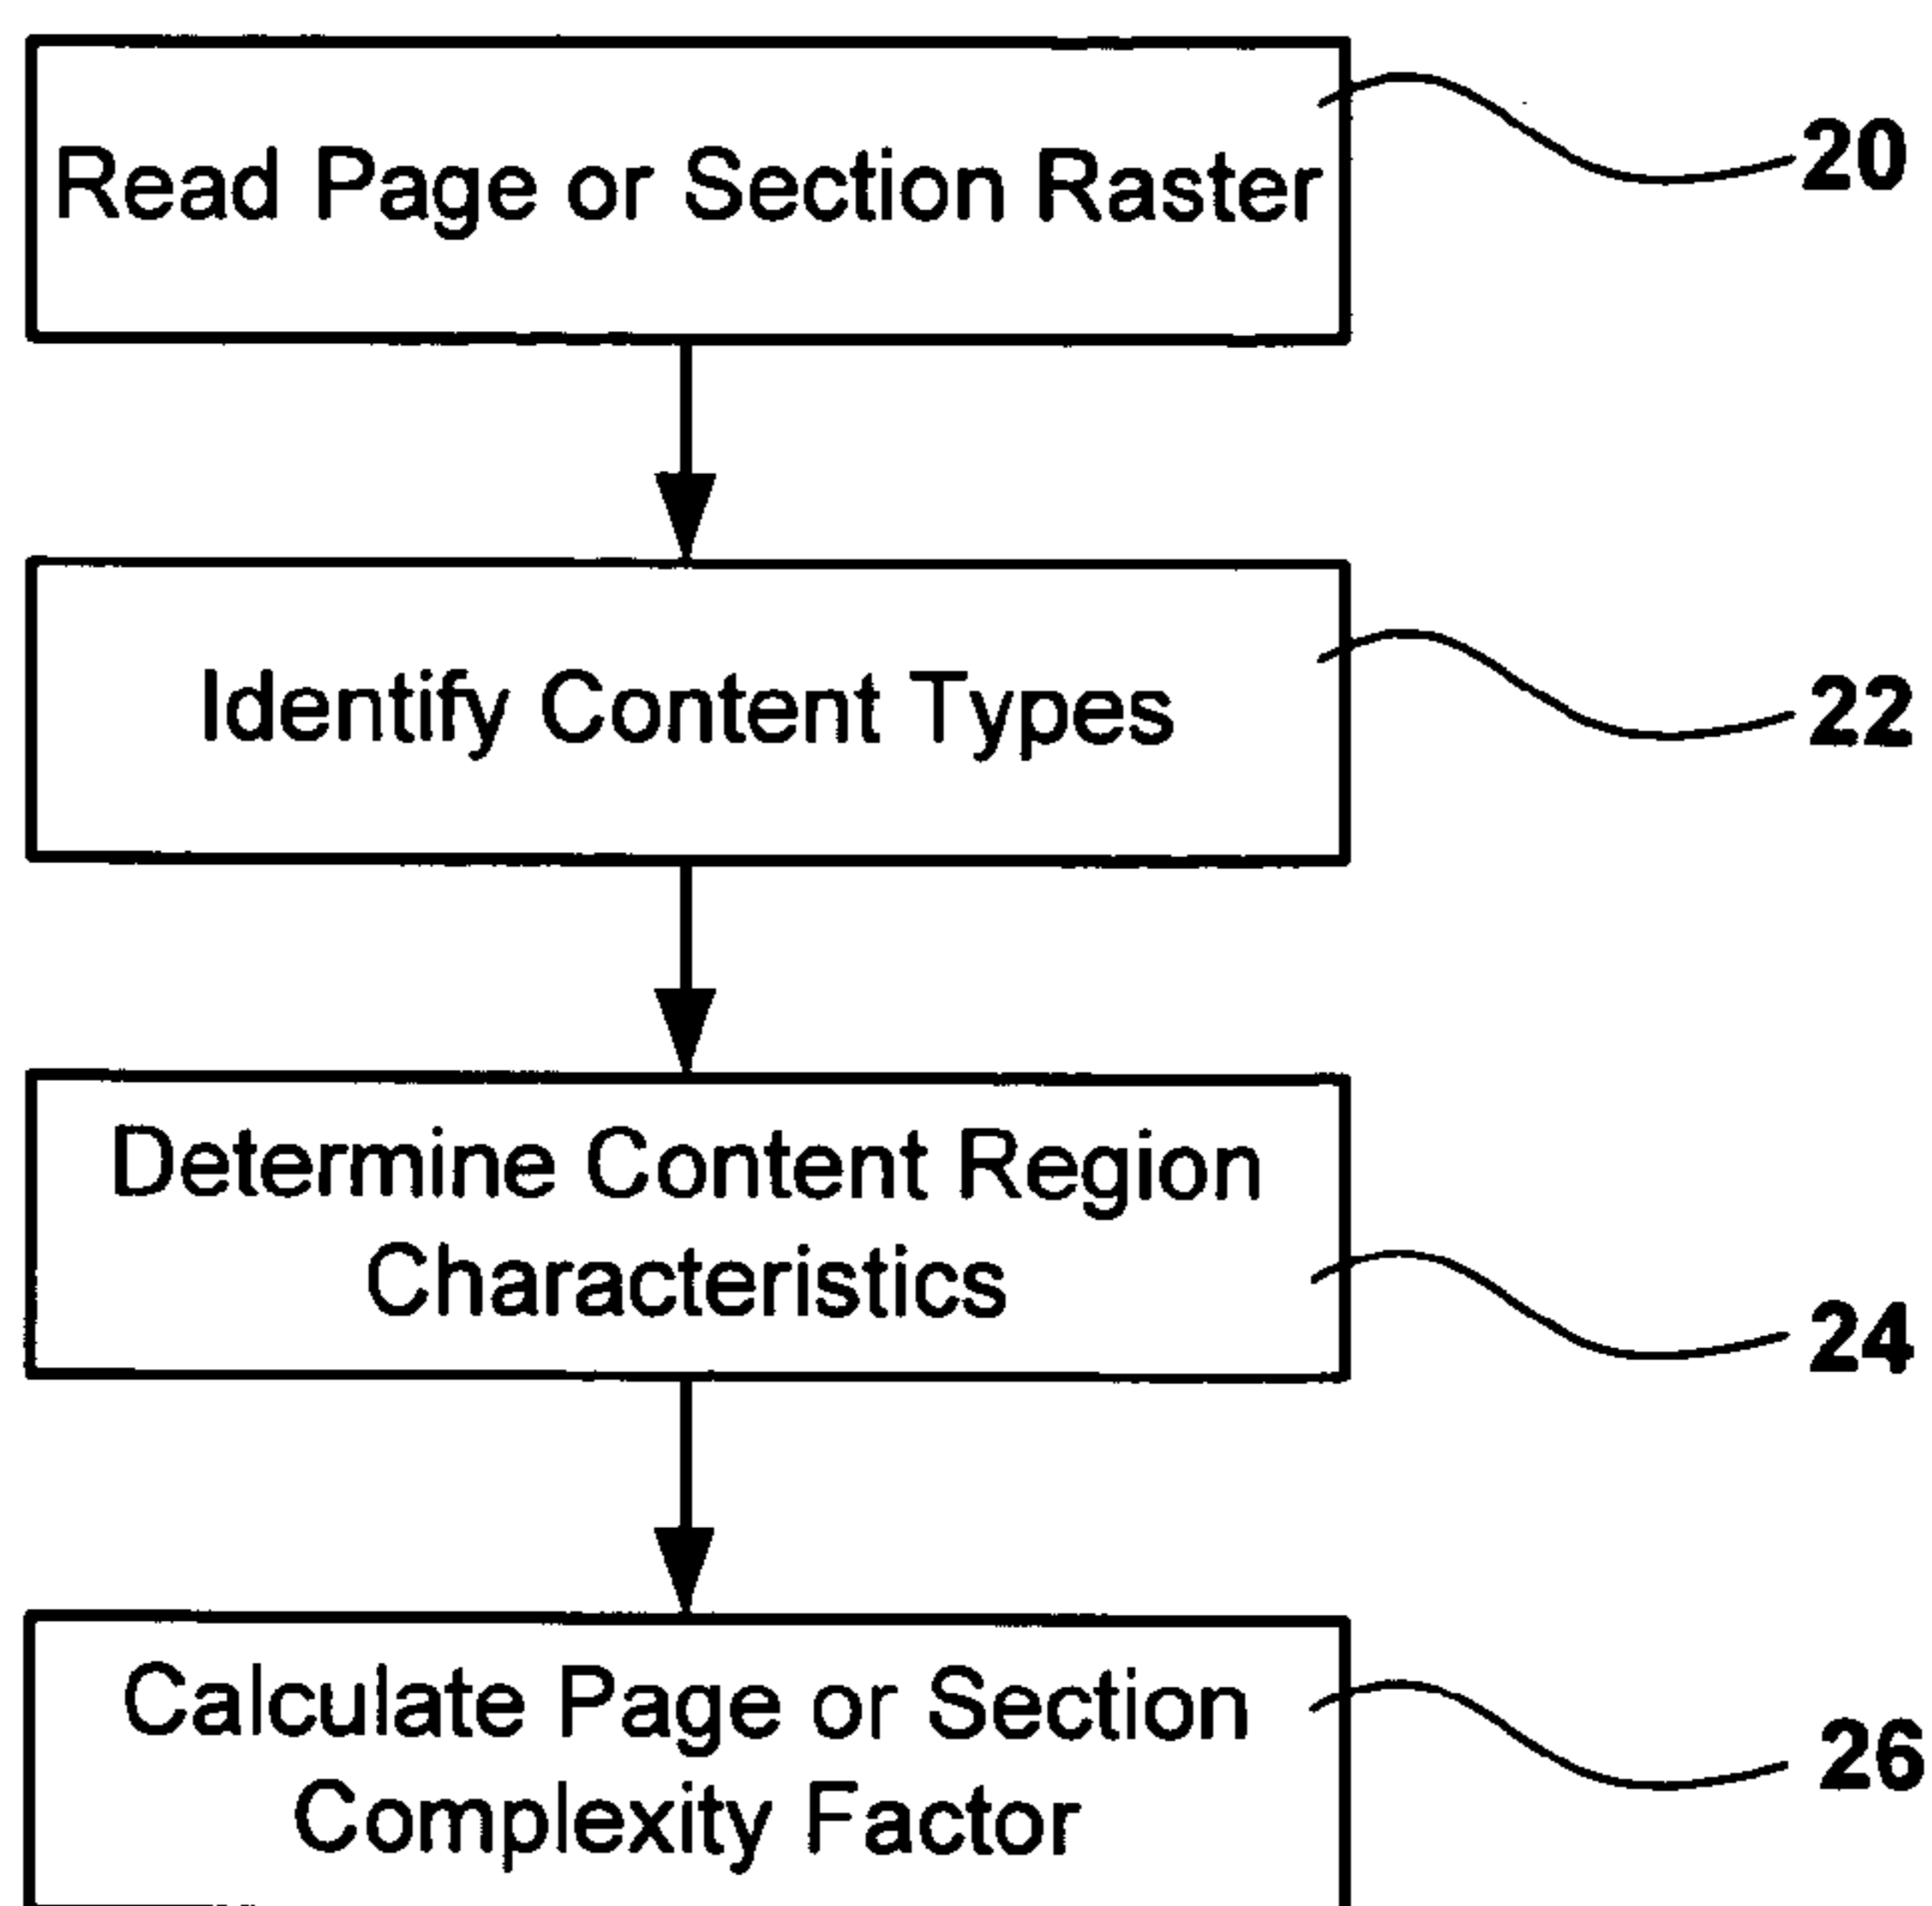 Read Page or Section Raster
20
Identify Content Types
22
Determine Content Region
Characteristics
24
Calculate Page or Section
Complexity Factor
26